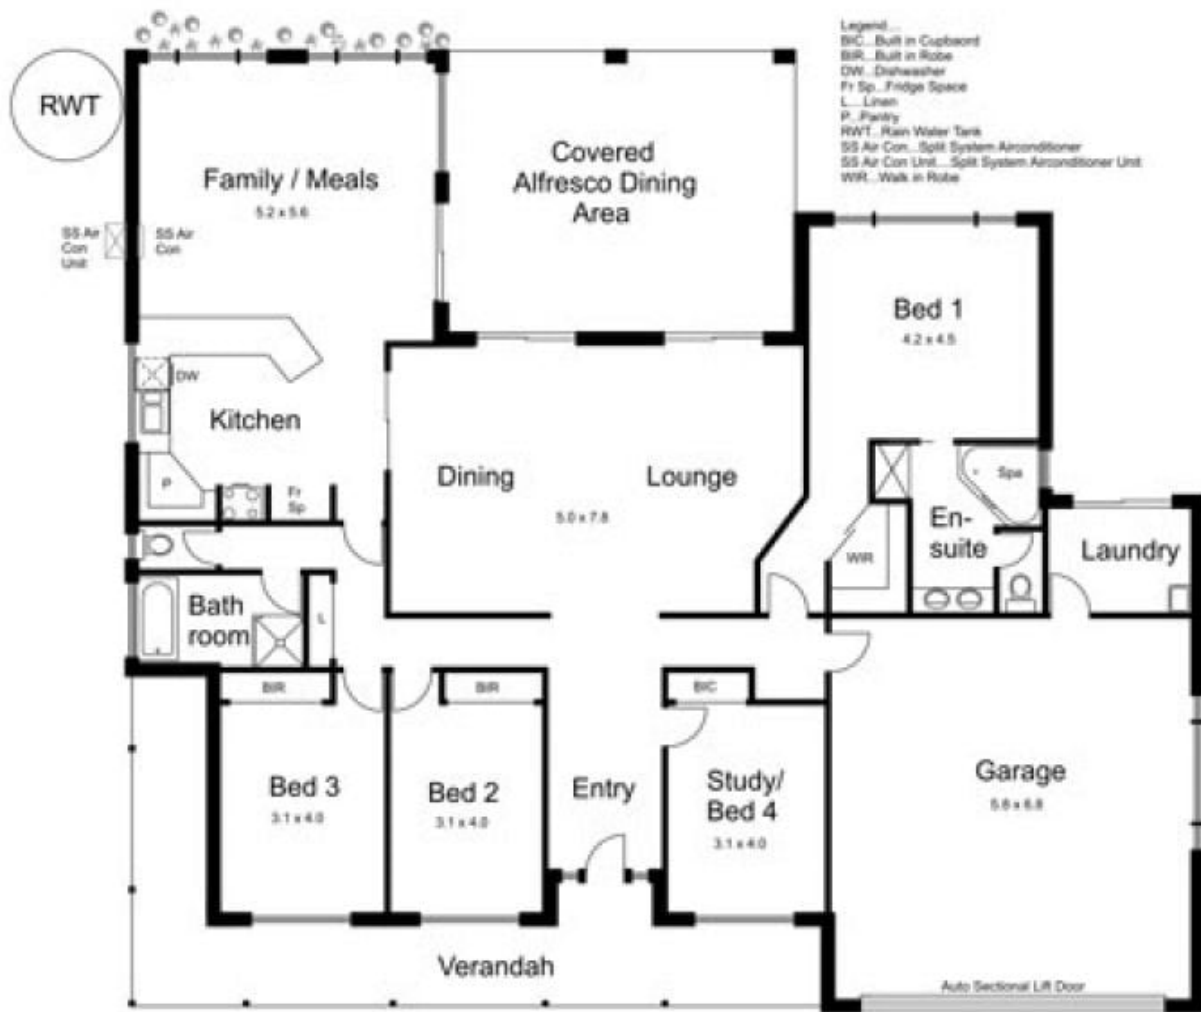 Legend....
BIC...Built in Cupbaord
BIR...Built in Robe
DW...Dishwasher
Fr Sp...Fridge Space
L....Linen
P...Pantry
RWT...Rain Water Tank
SS Air Con...Split System Airconditioner
SS Air Con Unit....Split System Airconditioner Unit
WIR...Walk in Robe
RWT
Family / Meals
5.2 x 5.6
Covered
Alfresco Dining
Area
SS Air
Con
Unit
SS Air
Con
Bed 1
4.2 x 4.5
DW
Kitchen
P
Fr
Sp
Dining
Lounge
5.0 x 7.8
Spa
En-
suite
WIR
Laundry
Bath
room
L
BIR
BIR
BIC
Bed 3
3.1 x 4.0
Bed 2
3.1 x 4.0
Entry
Study/
Bed 4
3.1 x 4.0
Garage
5.8 x 6.8
Verandah
Auto Sectional Lift Door